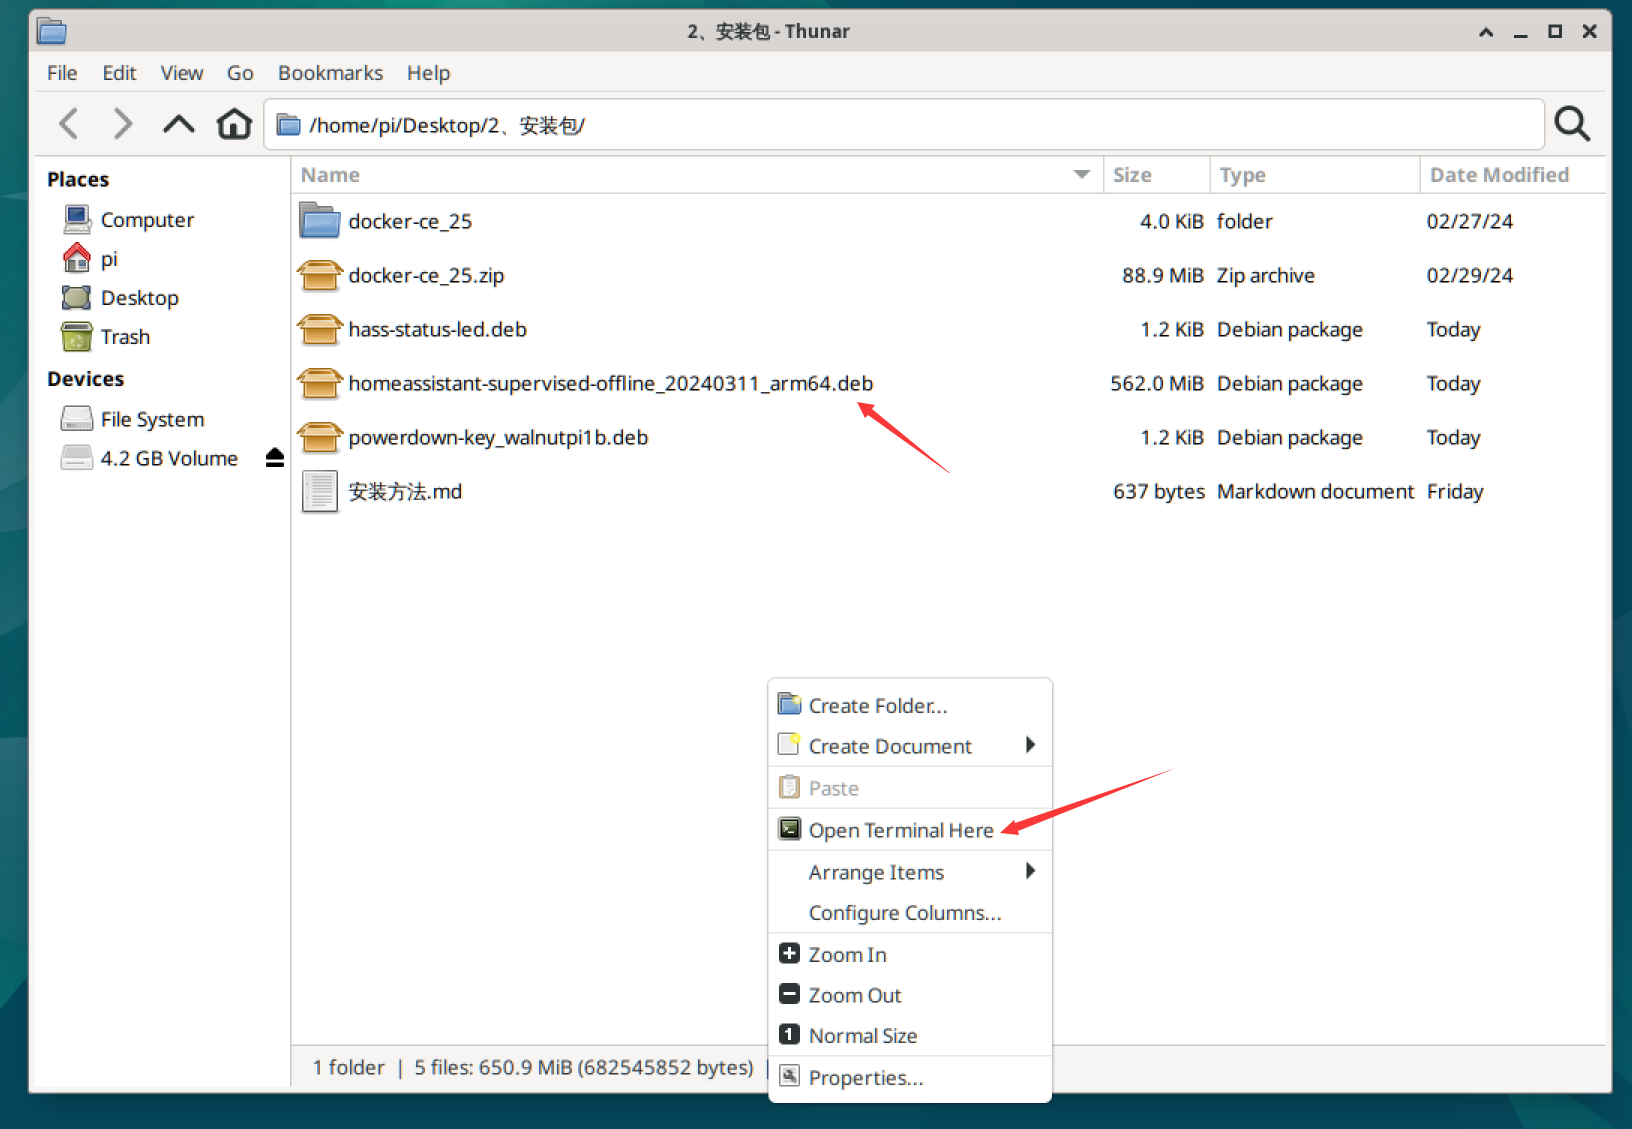 2、安装包 - Thunar
File Edit View Go Bookmarks Help
/home/pi/Desktop/2、安装包/
Places
Computer
pi
Desktop
Trash
Devices
File System
4.2 GB Volume
Name Size Type Date Modified
docker-ce_25 4.0 KiB folder 02/27/24
docker-ce_25.zip 88.9 MiB Zip archive 02/29/24
hass-status-led.deb 1.2 KiB Debian package Today
homeassistant-supervised-offline_20240311_arm64.deb 562.0 MiB Debian package Today
powerdown-key_walnutpi1b.deb 1.2 KiB Debian package Today
安装方法.md 637 bytes Markdown document Friday
Create Folder...
Create Document
Paste
Open Terminal Here
Arrange Items
Configure Columns...
Zoom In
Zoom Out
1 Normal Size
Properties...
1 folder | 5 files: 650.9 MiB (682545852 bytes) |